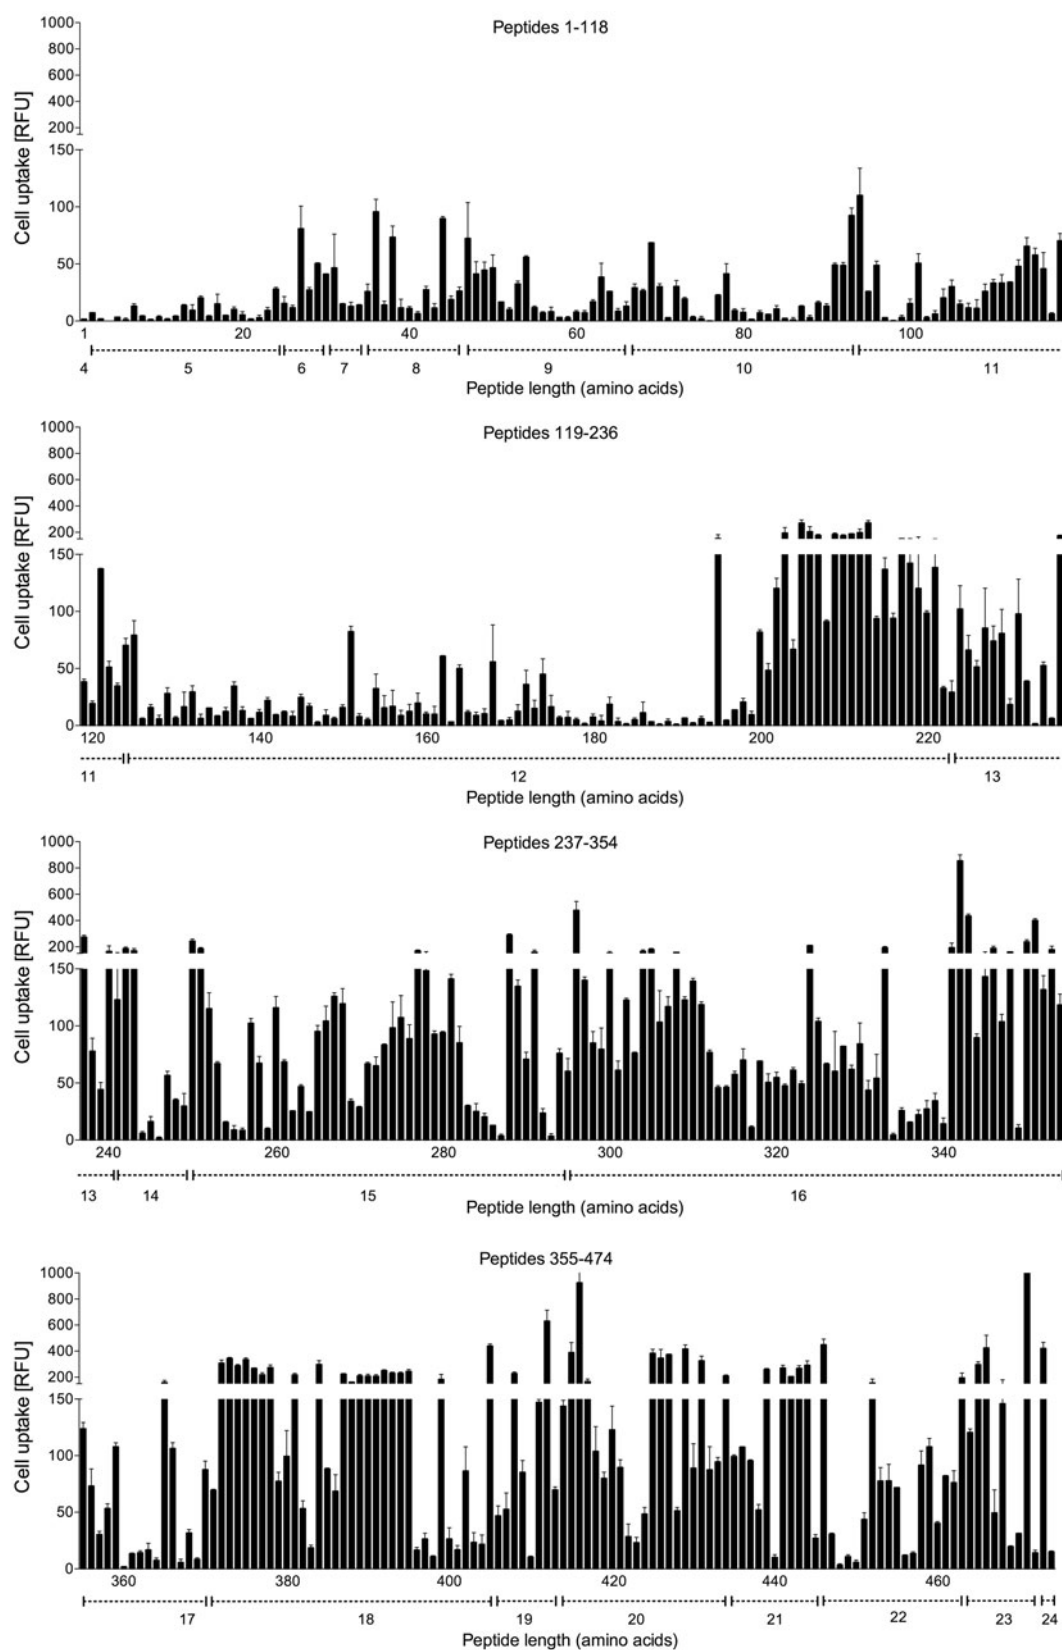 Peptides 1-118
Cell uptake [RFU]
1000
800
600
400
200
150
100
50
0
1 20 40 60 80 100
4 5 6 7 8 9 10 11
Peptide length (amino acids)
Peptides 119-236
Cell uptake [RFU]
1000
800
600
400
200
150
100
50
0
120 140 160 180 200 220
11 12 13
Peptide length (amino acids)
Peptides 237-354
Cell uptake [RFU]
1000
800
600
400
200
150
100
50
0
240 260 280 300 320 340
13 14 15 16
Peptide length (amino acids)
Peptides 355-474
Cell uptake [RFU]
1000
800
600
400
200
150
100
50
0
360 380 400 420 440 460
17 18 19 20 21 22 23 24
Peptide length (amino acids)